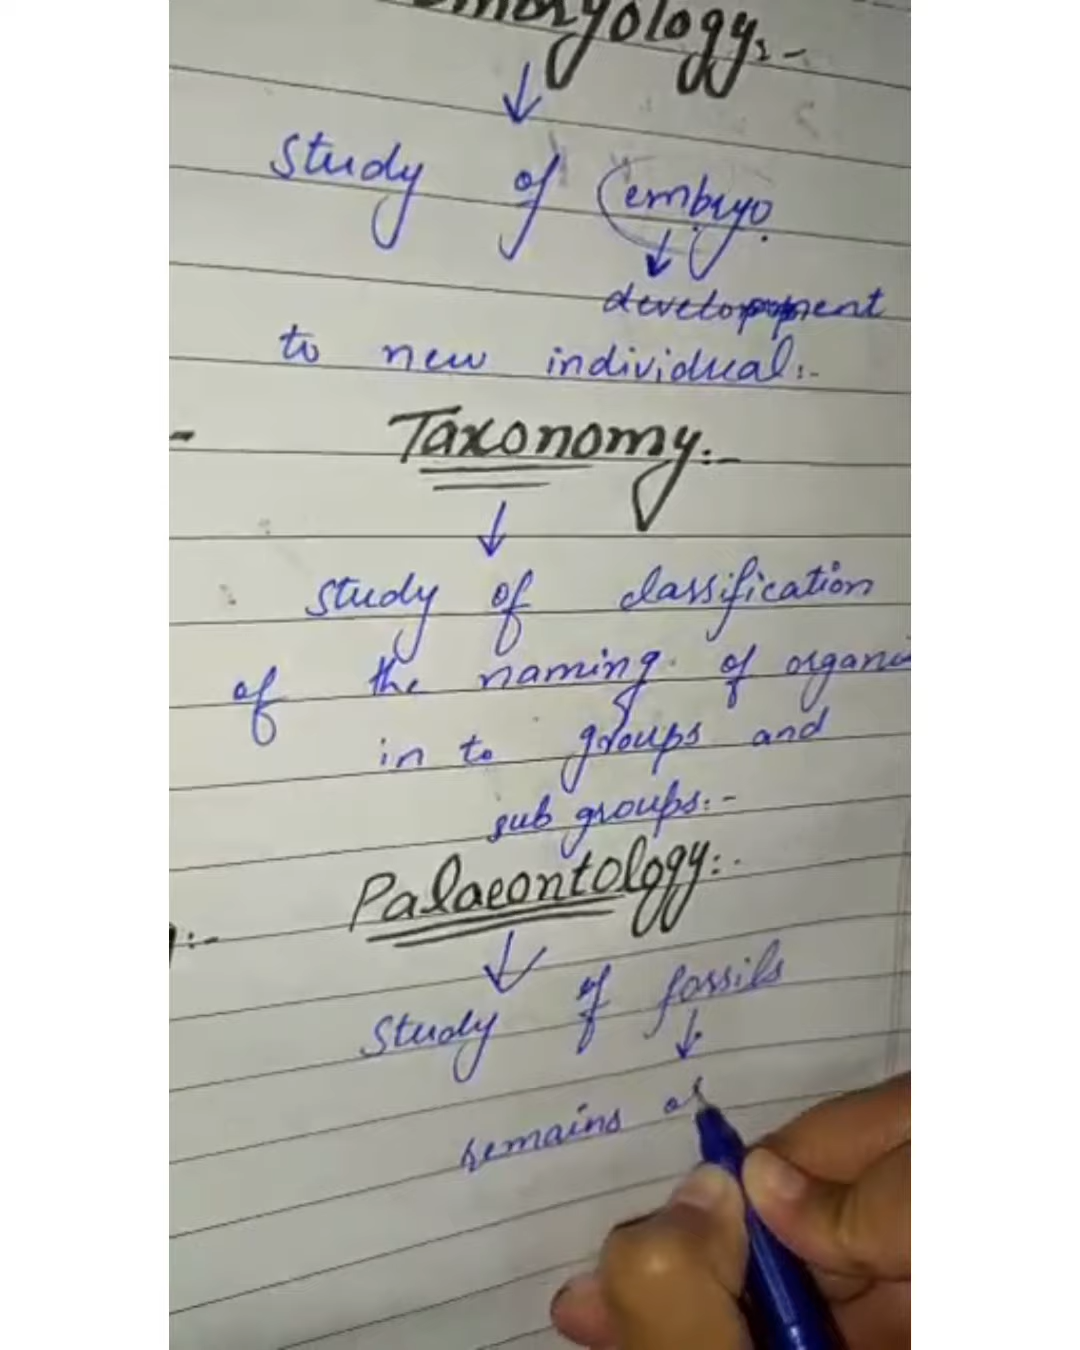 Embryology:-
Study of embryo.
development
to new individual:-
Taxonomy:-
Study of classification
of the naming of organi
in to groups and
sub groups:-
Palaeontology:-
Study of fossils
remains of